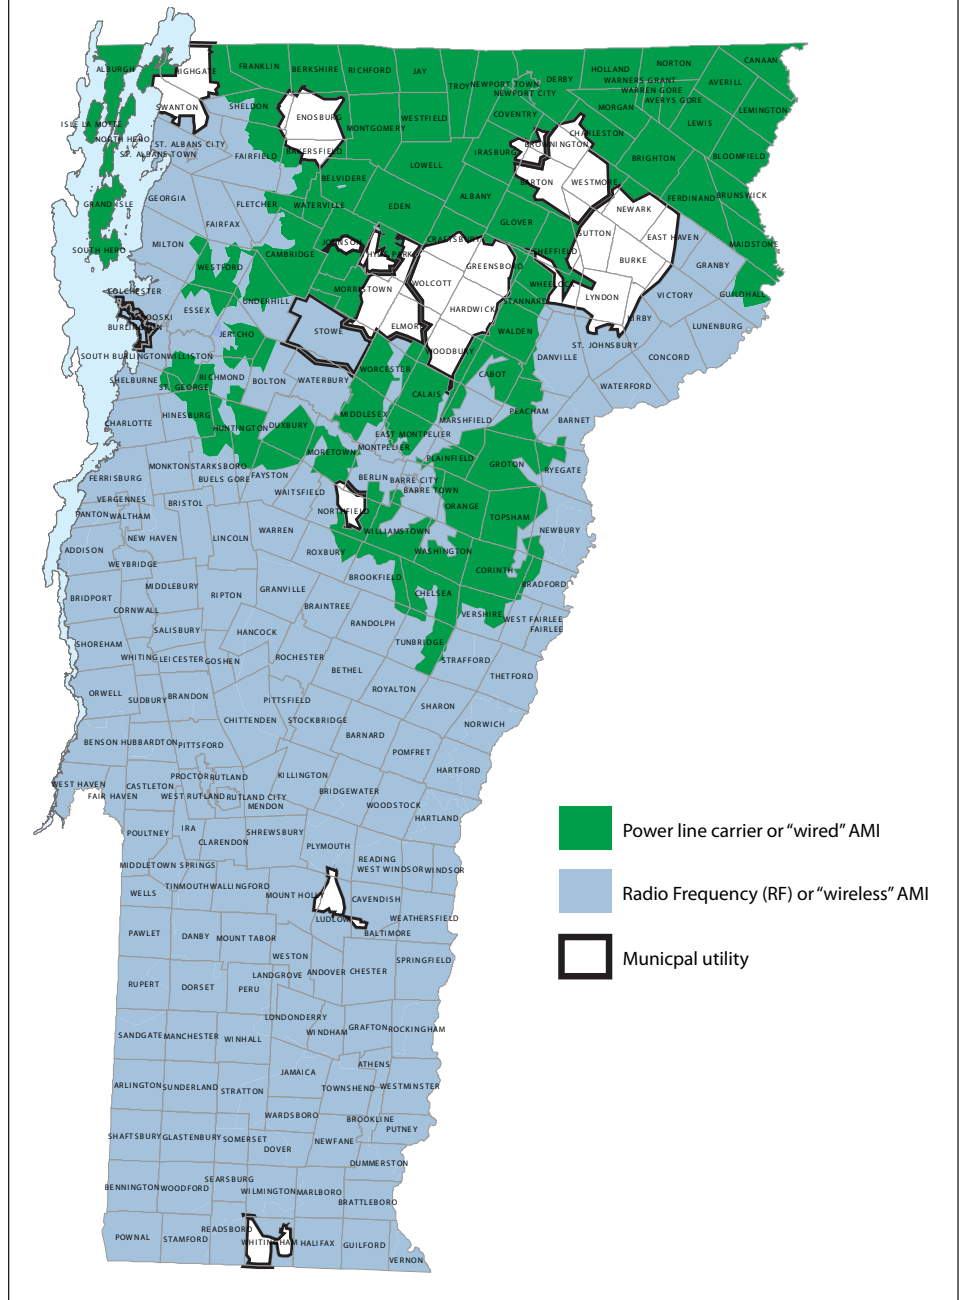 ALBURGH
HIGHGATE
FRANKLIN
BERKSHIRE
RICHFORD
JAY
TROY
NEWPORT TOWN
NEWPORT CITY
DERBY
HOLLAND
NORTON
WARNERS GRANT
WARREN GORE
AVERYS GORE
AVERILL
CANAAN
LEMINGTON
SWANTON
SHELDON
ENOSBURG
MONTGOMERY
WESTFIELD
COVENTRY
MORGAN
LEWIS
ISLE LA MOTTE
NORTH HERO
ST. ALBANS CITY
ST. ALBANS TOWN
FAIRFIELD
BAKERSFIELD
LOWELL
IRASBURG
BROWNINGTON
CHARLESTON
BRIGHTON
BLOOMFIELD
BELVIDERE
BARTON
WESTMORE
FERDINAND
BRUNSWICK
GRAND ISLE
GEORGIA
FLETCHER
WATERVILLE
EDEN
ALBANY
NEWARK
FAIRFAX
GLOVER
SUTTON
EAST HAVEN
MAIDSTONE
SOUTH HERO
MILTON
CAMBRIDGE
JOHNSON
HYDE PARK
CRAFTSBURY
SHEFFIELD
WESTFORD
GREENSBORO
BURKE
GRANBY
COLCHESTER
UNDERHILL
MORRISTOWN
WOLCOTT
WHEELOCK
LYNDON
VICTORY
GUILDHALL
ESSEX
HARDWICK
STANNARD
WINOOSKI
BURLINGTON
JERICHO
STOWE
ELMORE
WALDEN
KIRBY
LUNENBURG
SOUTH BURLINGTON
WILLISTON
WOODBURY
DANVILLE
ST. JOHNSBURY
CONCORD
SHELBURNE
ST. GEORGE
RICHMOND
BOLTON
WATERBURY
WORCESTER
CABOT
WATERFORD
CHARLOTTE
HINESBURG
HUNTINGTON
DUXBURY
MIDDLESEX
CALAIS
MARSHFIELD
PEACHAM
BARNET
EAST MONTPELIER
MONTPELIER
MORETOWN
PLAINFIELD
GROTON
RYEGATE
FERRISBURG
MONKTON
STARKSBORO
BUELS GORE
FAYSTON
WAITSFIELD
BERLIN
BARRE CITY
BARRE TOWN
VERGENNES
PANTON
WALTHAM
BRISTOL
NORTHFIELD
ORANGE
TOPSHAM
NEW HAVEN
LINCOLN
WARREN
WILLIAMSTOWN
NEWBURY
ADDISON
WEYBRIDGE
ROXBURY
WASHINGTON
CORINTH
BRIDPORT
MIDDLEBURY
RIPTON
GRANVILLE
BROOKFIELD
CHELSEA
BRADFORD
CORNWALL
BRAINTREE
VERSHIRE
WEST FAIRLEE
FAIRLEE
SALISBURY
HANCOCK
RANDOLPH
TUNBRIDGE
SHOREHAM
WHITING
LEICESTER
GOSHEN
ROCHESTER
BETHEL
STRAFFORD
THETFORD
ORWELL
SUDBURY
BRANDON
PITTSFIELD
ROYALTON
SHARON
CHITTENDEN
STOCKBRIDGE
NORWICH
BENSON
HUBBARDTON
PITTSFORD
BARNARD
POMFRET
WEST HAVEN
FAIR HAVEN
CASTLETON
PROCTOR
RUTLAND
WEST RUTLAND
RUTLAND CITY
MENDON
KILLINGTON
BRIDGEWATER
WOODSTOCK
HARTFORD
HARTLAND
POULTNEY
IRA
CLARENDON
SHREWSBURY
PLYMOUTH
READING
WEST WINDSOR
WINDSOR
MIDDLETOWN SPRINGS
WELLS
TINMOUTH
WALLINGFORD
MOUNT HOLLY
LUDLOW
CAVENDISH
WEATHERSFIELD
BALTIMORE
PAWLET
DANBY
MOUNT TABOR
WESTON
LANDGROVE
ANDOVER
CHESTER
SPRINGFIELD
RUPERT
DORSET
PERU
LONDONDERRY
WINDHAM
GRAFTON
ROCKINGHAM
SANDGATE
MANCHESTER
WINHALL
JAMAICA
ATHENS
ARLINGTON
SUNDERLAND
STRATTON
TOWNSHEND
WESTMINSTER
WARDSBORO
BROOKLINE
PUTNEY
SHAFTSBURY
GLASTENBURY
SOMERSET
DOVER
NEWFANE
DUMMERSTON
BENNINGTON
WOODFORD
SEARSBURG
WILMINGTON
MARLBORO
BRATTLEBORO
POWNAL
STAMFORD
READSBORO
WHITINGHAM
HALIFAX
GUILFORD
VERNON
Power line carrier or “wired” AMI
Radio Frequency (RF) or “wireless” AMI
Municpal utility